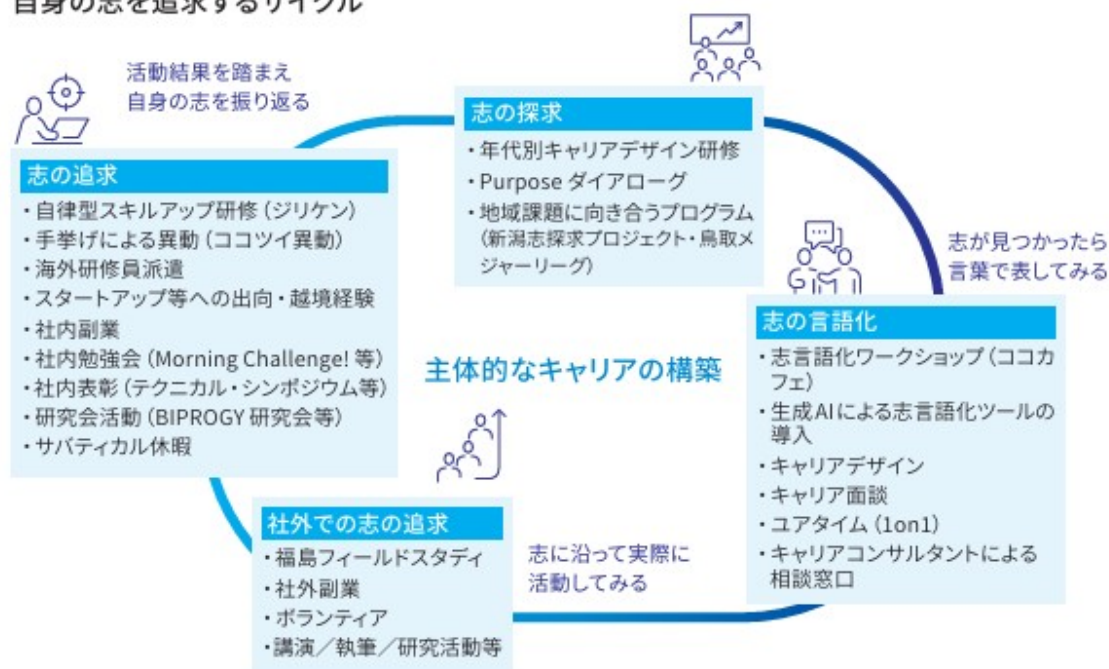 自身の志を追求するサイクル
活動結果を踏まえ
自身の志を振り返る
志の探求
・年代別キャリアデザイン研修
・Purpose ダイアローグ
・地域課題に向き合うプログラム
（新潟志探求プロジェクト・鳥取メ
ジャーリーグ）
志が見つかったら
言葉で表してみる
志の言語化
・志言語化ワークショップ（ココカ
フェ）
・生成AIによる志言語化ツールの
導入
・キャリアデザイン
・キャリア面談
・ユアタイム（1on1）
・キャリアコンサルタントによる
相談窓口
志に沿って実際に
活動してみる
社外での志の追求
・福島フィールドスタディ
・社外副業
・ボランティア
・講演／執筆／研究活動等
志の追求
・自律型スキルアップ研修（ジリケン）
・手挙げによる異動（ココツイ異動）
・海外研修員派遣
・スタートアップ等への出向・越境経験
・社内副業
・社内勉強会（Morning Challenge! 等）
・社内表彰（テクニカル・シンポジウム等）
・研究会活動（BIPROGY 研究会等）
・サバティカル休暇
主体的なキャリアの構築